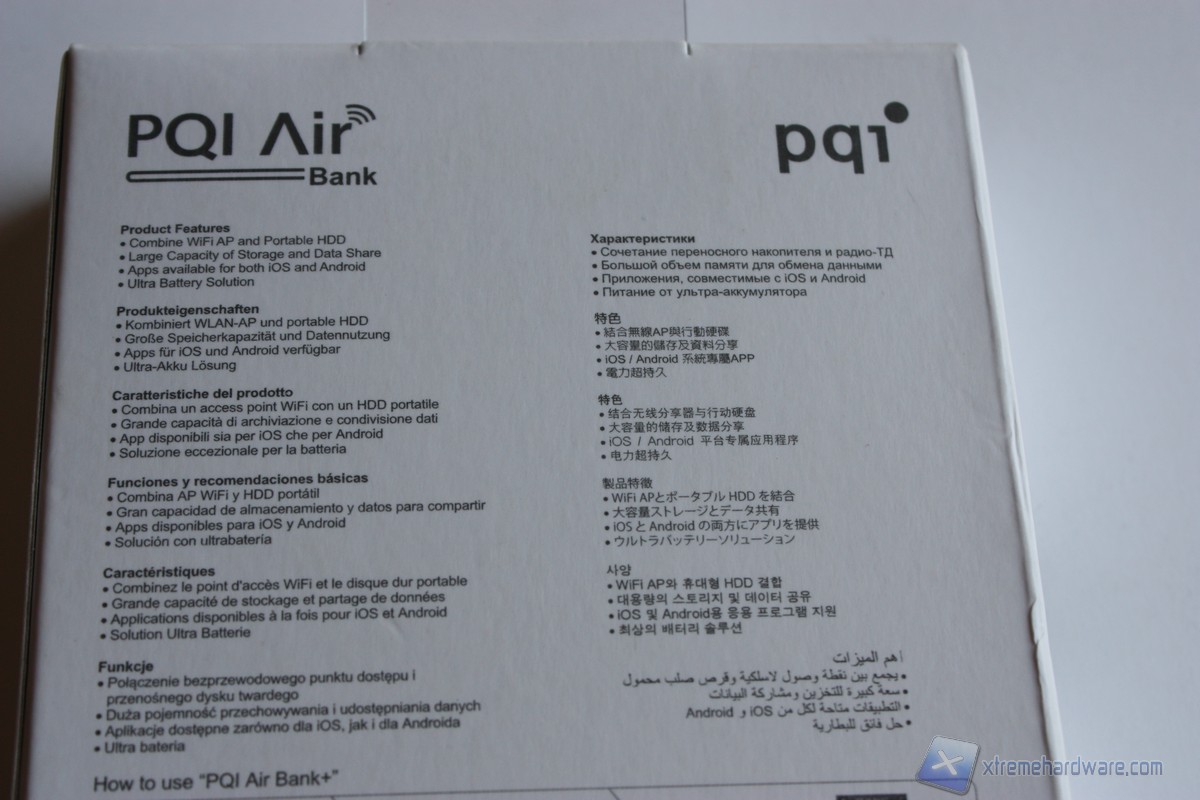 PQI Air
Bank
pqi
Product Features
• Combine WiFi AP and Portable HDD
• Large Capacity of Storage and Data Share
• Apps available for both iOS and Android
• Ultra Battery Solution
Produkteigenschaften
• Kombiniert WLAN-AP und portable HDD
• Große Speicherkapazität und Datennutzung
• Apps für iOS und Android verfügbar
• Ultra-Akku Lösung
Caratteristiche del prodotto
• Combina un access point WiFi con un HDD portatile
• Grande capacità di archiviazione e condivisione dati
• App disponibili sia per iOS che per Android
• Soluzione eccezionale per la batteria
Funciones y recomendaciones básicas
• Combina AP WiFi y HDD portátil
• Gran capacidad de almacenamiento y datos para compartir
• Apps disponibles para iOS y Android
• Solución con ultrabatería
Caractéristiques
• Combinez le point d'accès WiFi et le disque dur portable
• Grande capacité de stockage et partage de données
• Applications disponibles à la fois pour iOS et Android
• Solution Ultra Batterie
Funkcje
• Połączenie bezprzewodowego punktu dostępu i
przenośnego dysku twardego
• Duża pojemność przechowywania i udostępniania danych
• Aplikacje dostępne zarówno dla iOS, jak i dla Androida
• Ultra bateria
How to use “PQI Air Bank+”
Характеристики
• Сочетание переносного накопителя и радио-ТД
• Большой объем памяти для обмена данными
• Приложения, совместимые с iOS и Android
• Питание от ультра-аккумулятора
特色
• 結合無線AP與行動硬碟
• 大容量的儲存及資料分享
• iOS / Android 系統專屬APP
• 電力超持久
特色
• 结合无线分享器与行动硬盘
• 大容量的储存及数据分享
• iOS / Android 平台专属应用程序
• 电力超持久
製品特徴
• WiFi APとポータブル HDD を結合
• 大容量ストレージとデータ共有
• iOS と Android の両方にアプリを提供
• ウルトラバッテリーソリューション
사양
• WiFi AP와 휴대형 HDD 결합
• 대용량의 스토리지 및 데이터 공유
• iOS 및 Android용 응용 프로그램 지원
• 최상의 배터리 솔루션
أهم الميزات
• يجمع بين نقطة وصول لاسلكية وقرص صلب محمول
• سعة كبيرة للتخزين ومشاركة البيانات
• التطبيقات متاحة لكل من iOS و Android
• حل فائق للبطارية
xtremehardware.com